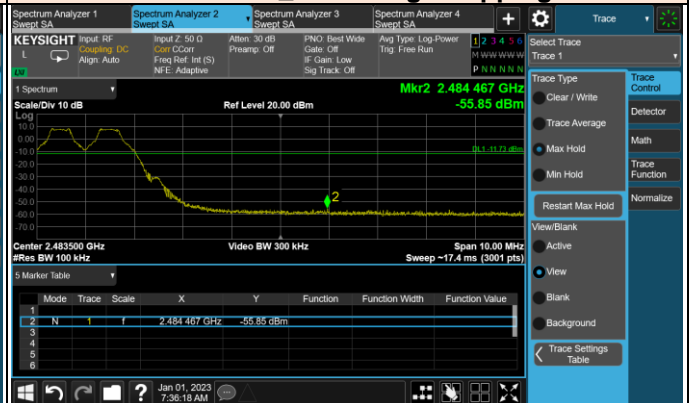 Spectrum Analyzer 1
Swept SA
Spectrum Analyzer 2
Swept SA
Spectrum Analyzer 3
Swept SA
Spectrum Analyzer 4
Swept SA
+
Trace
KEYSIGHT
L
Input: RF
Coupling: DC
Align: Auto
Input Z: 50 Ω
Corr CCorr
Freq Ref: Int (S)
NFE: Adaptive
Atten: 30 dB
Preamp: Off
PNO: Best Wide
Gate: Off
IF Gain: Low
Sig Track: Off
Avg Type: Log-Power
Trig: Free Run
1 2 3 4 5 6
M W W W W W
P N N N N N
Select Trace
Trace 1
1 Spectrum
Scale/Div 10 dB
Ref Level 20.00 dBm
Mkr2 2.484 467 GHz
-55.85 dBm
Log
10.0
0.00
-10.0
-20.0
-30.0
-40.0
-50.0
-60.0
-70.0
DL1 -11.73 dBm
2
Center 2.483500 GHz
#Res BW 100 kHz
Video BW 300 kHz
Span 10.00 MHz
Sweep ~17.4 ms (3001 pts)
5 Marker Table
Mode Trace Scale X Y Function Function Width Function Value
1
2 N 1 f 2.484 467 GHz -55.85 dBm
3
4
5
6
Trace Type
Clear / Write
Trace Average
Max Hold
Min Hold
Restart Max Hold
View/Blank
Active
View
Blank
Background
Trace Settings
Table
Trace
Control
Detector
Math
Trace
Function
Normalize
?
Jan 01, 2023
7:36:18 AM